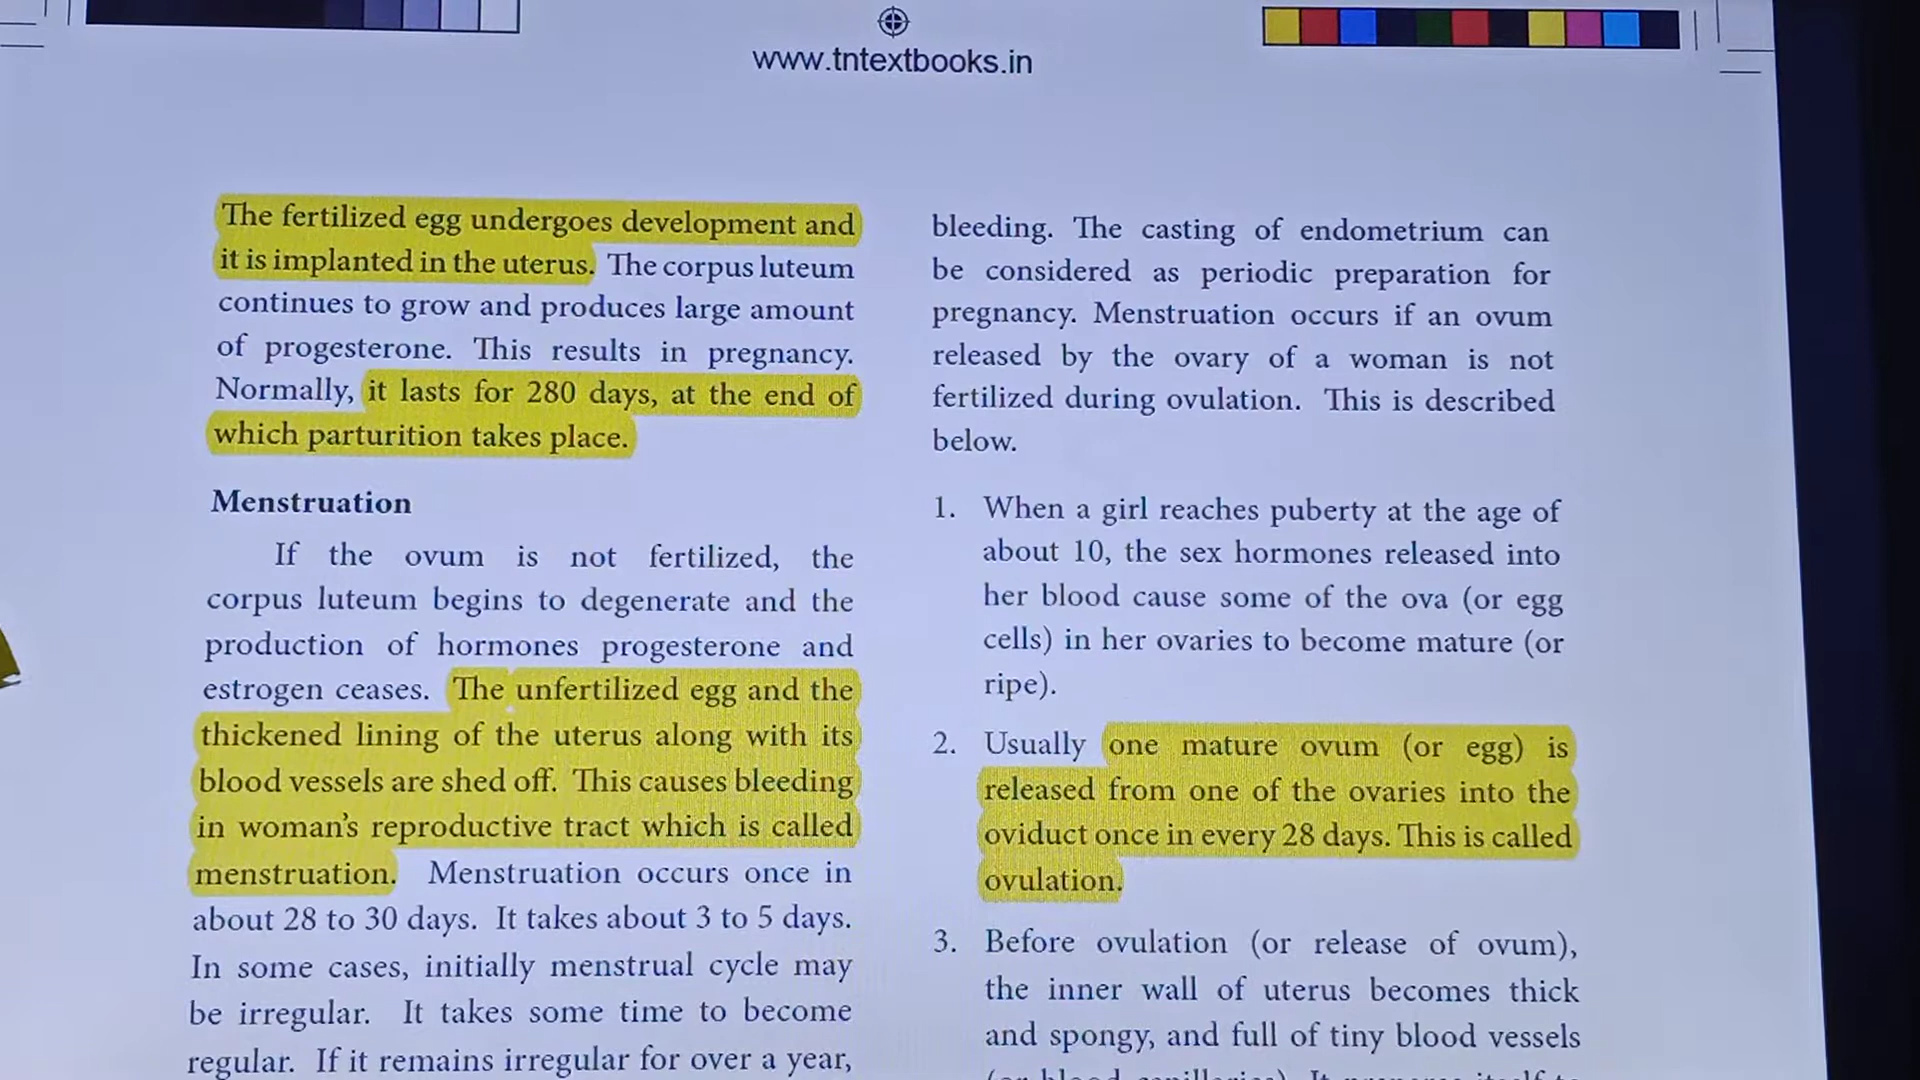 www.tntextbooks.in
The fertilized egg undergoes development and
it is implanted in the uterus. The corpus luteum
continues to grow and produces large amount
of progesterone. This results in pregnancy.
Normally, it lasts for 280 days, at the end of
which parturition takes place.
Menstruation
If the ovum is not fertilized, the
corpus luteum begins to degenerate and the
production of hormones progesterone and
estrogen ceases. The unfertilized egg and the
thickened lining of the uterus along with its
blood vessels are shed off. This causes bleeding
in woman's reproductive tract which is called
menstruation. Menstruation occurs once in
about 28 to 30 days. It takes about 3 to 5 days.
In some cases, initially menstrual cycle may
be irregular. It takes some time to become
regular. If it remains irregular for over a year,
bleeding. The casting of endometrium can
be considered as periodic preparation for
pregnancy. Menstruation occurs if an ovum
released by the ovary of a woman is not
fertilized during ovulation. This is described
below.
1. When a girl reaches puberty at the age of
about 10, the sex hormones released into
her blood cause some of the ova (or egg
cells) in her ovaries to become mature (or
ripe).
2. Usually one mature ovum (or egg) is
released from one of the ovaries into the
oviduct once in every 28 days. This is called
ovulation.
3. Before ovulation (or release of ovum),
the inner wall of uterus becomes thick
and spongy, and full of tiny blood vessels